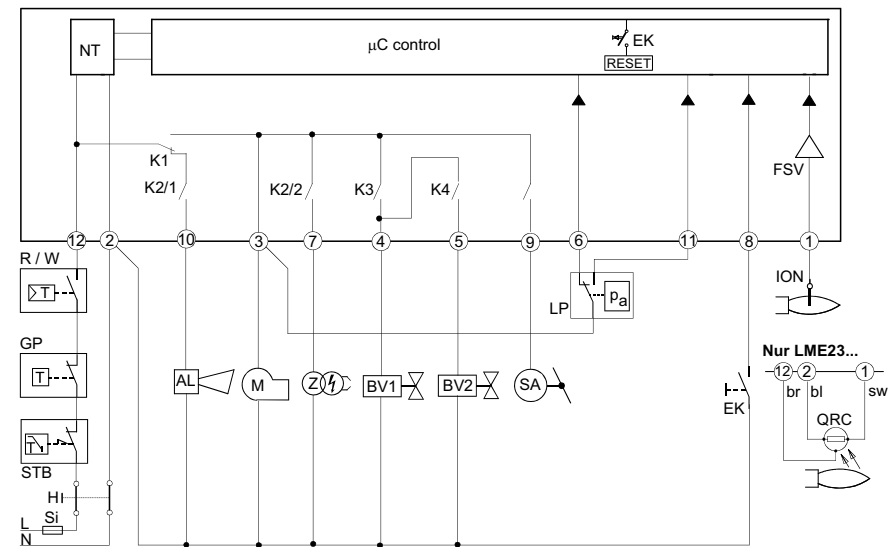 NT
μC control
EK
RESET
FSV
K1
K2/1
K2/2
K3
K4
12
2
10
3
7
4
5
9
6
11
8
1
R / W
T
GP
T
STB
T
H
L
Si
N
AL
M
Z
BV1
BV2
SA
LP
pa
EK
ION
Nur LME23...
12
2
1
br
bl
sw
QRC